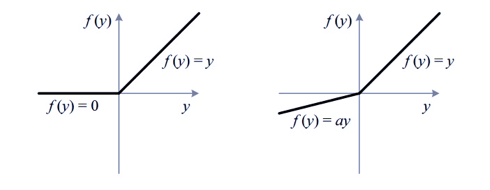 f(y)
f(y) = y
f(y) = 0
y
f(y)
f(y) = y
y
f(y) = ay